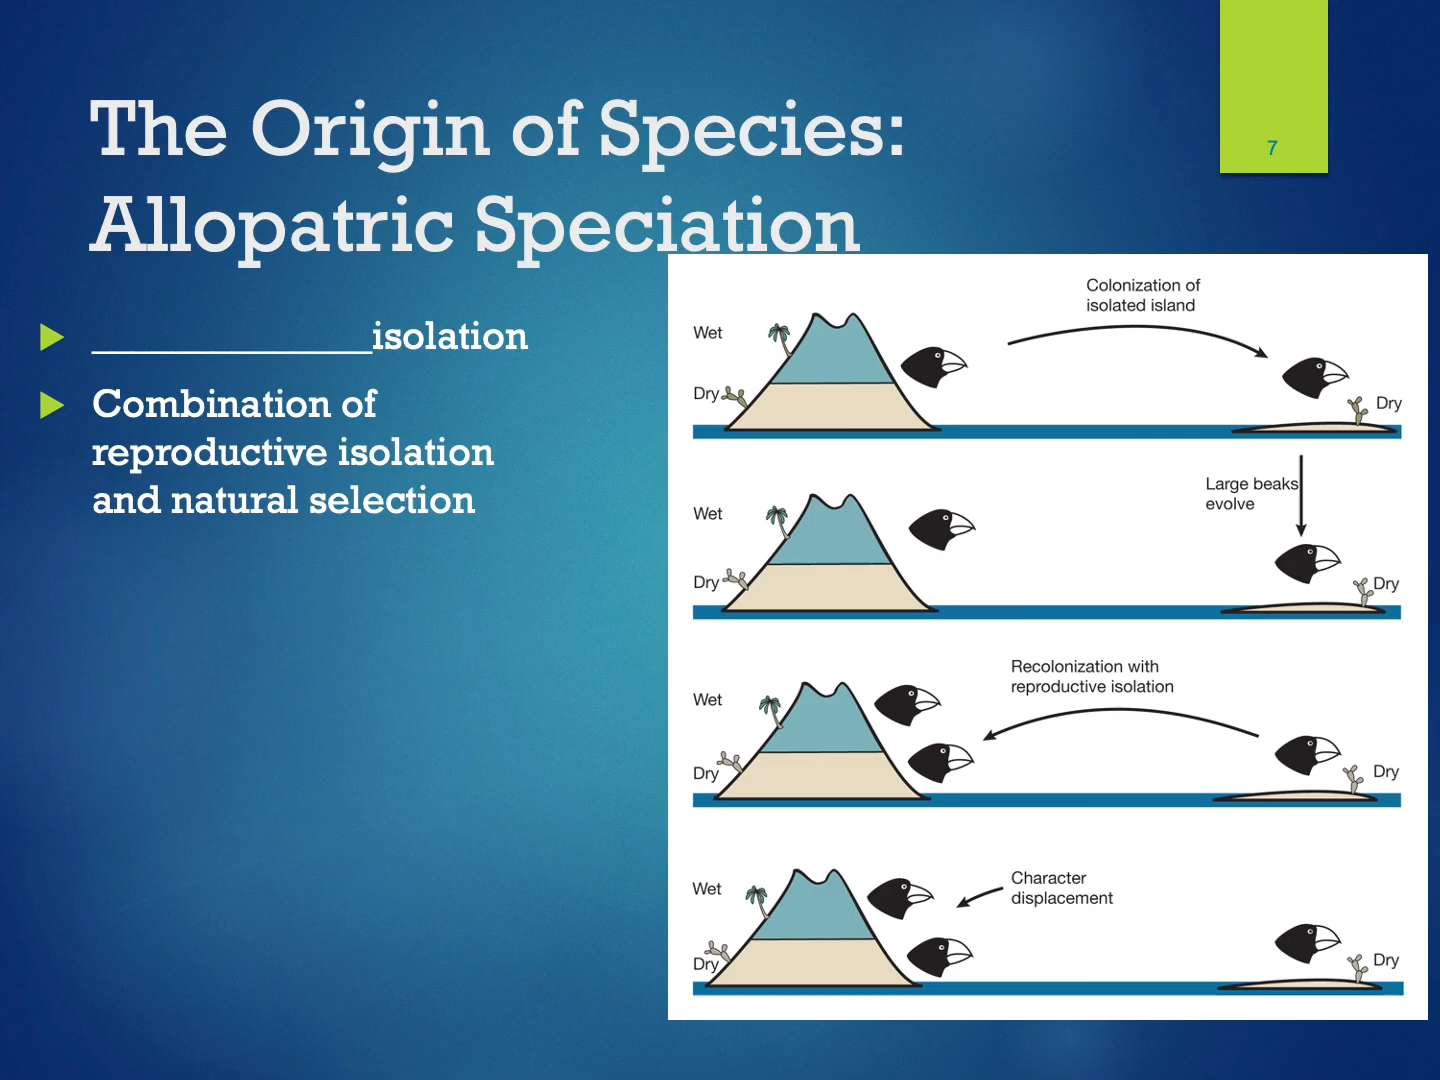 7
The Origin of Species:
Allopatric Speciation
______________isolation
Combination of
reproductive isolation
and natural selection
Colonization of
isolated island
Wet
Dry
Dry
Large beaks
evolve
Wet
Dry
Dry
Recolonization with
reproductive isolation
Wet
Dry
Dry
Character
displacement
Wet
Dry
Dry